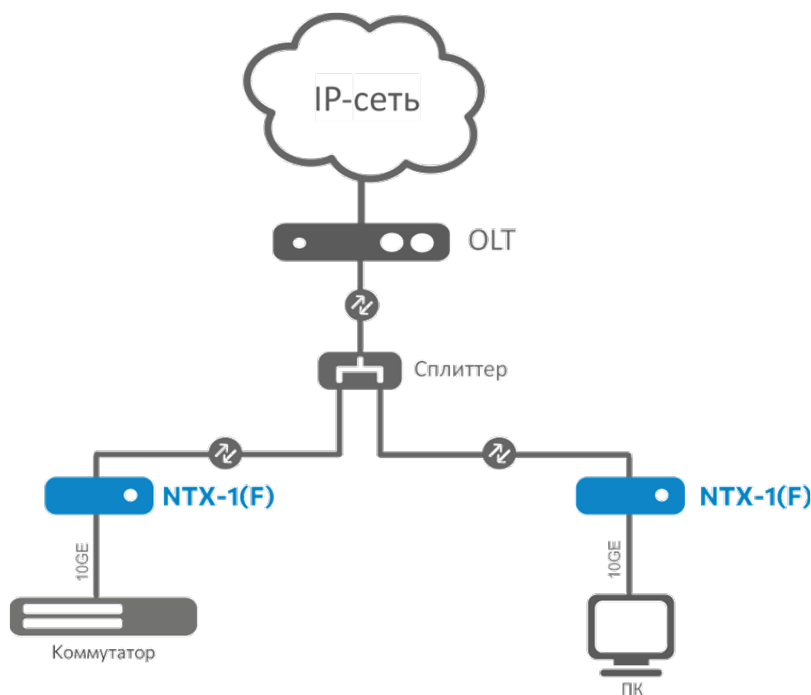 IP-сеть
OLT
Сплиттер
NTX-1(F)
NTX-1(F)
10GE
10GE
Коммутатор
ПК